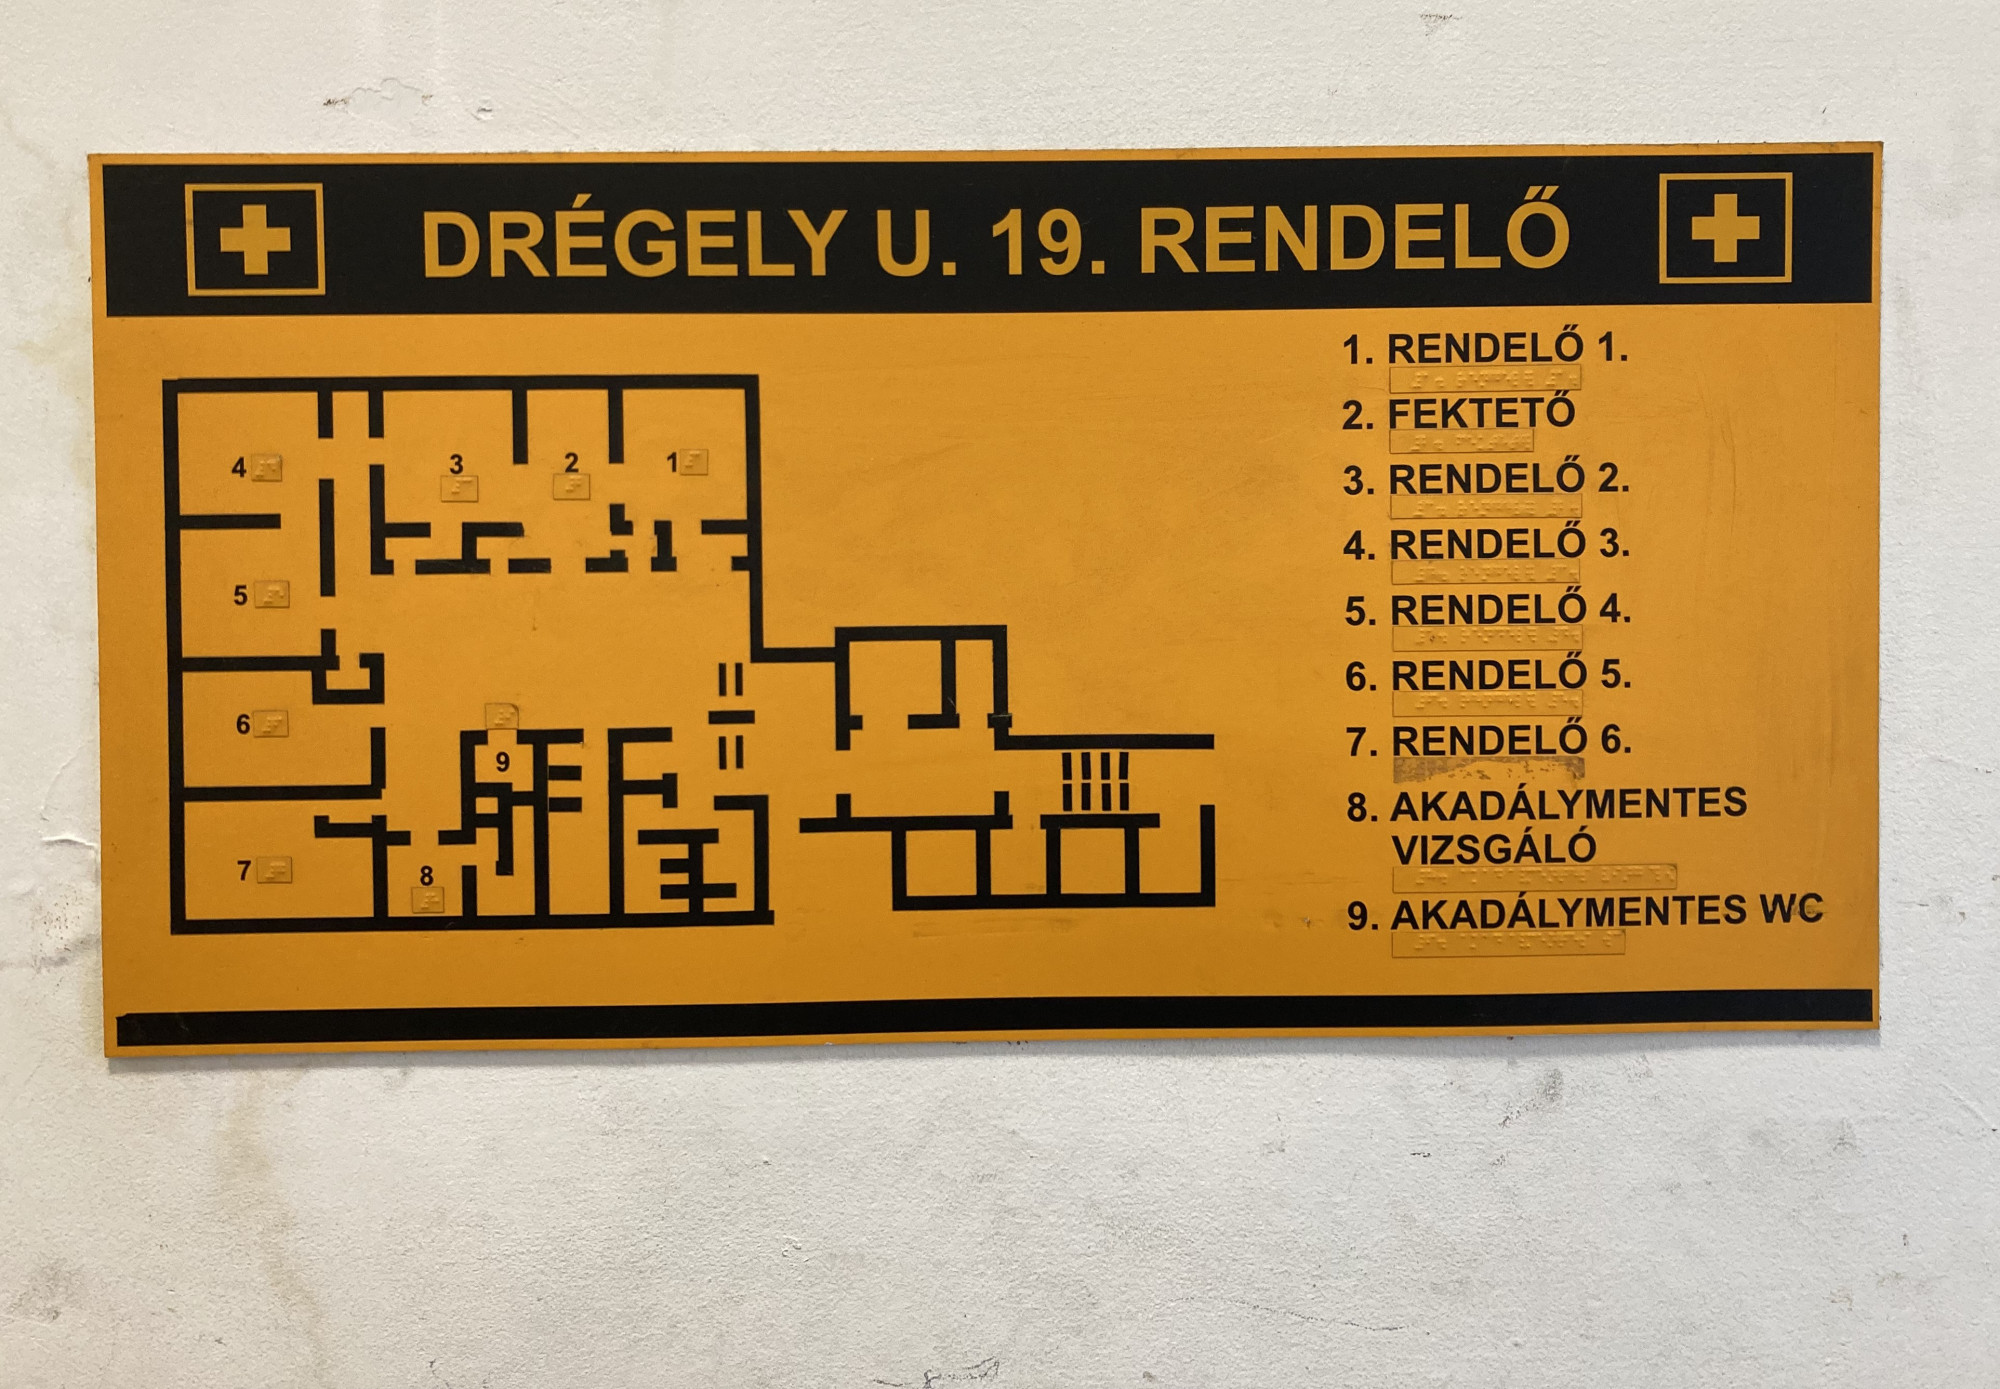 DRÉGELY U. 19. RENDELŐ
1. RENDELŐ 1.
2. FEKTETŐ
3. RENDELŐ 2.
4. RENDELŐ 3.
5. RENDELŐ 4.
6. RENDELŐ 5.
7. RENDELŐ 6.
8. AKADÁLYMENTES
VIZSGÁLÓ
9. AKADÁLYMENTES WC
4
3
2
1
5
6
9
7
8